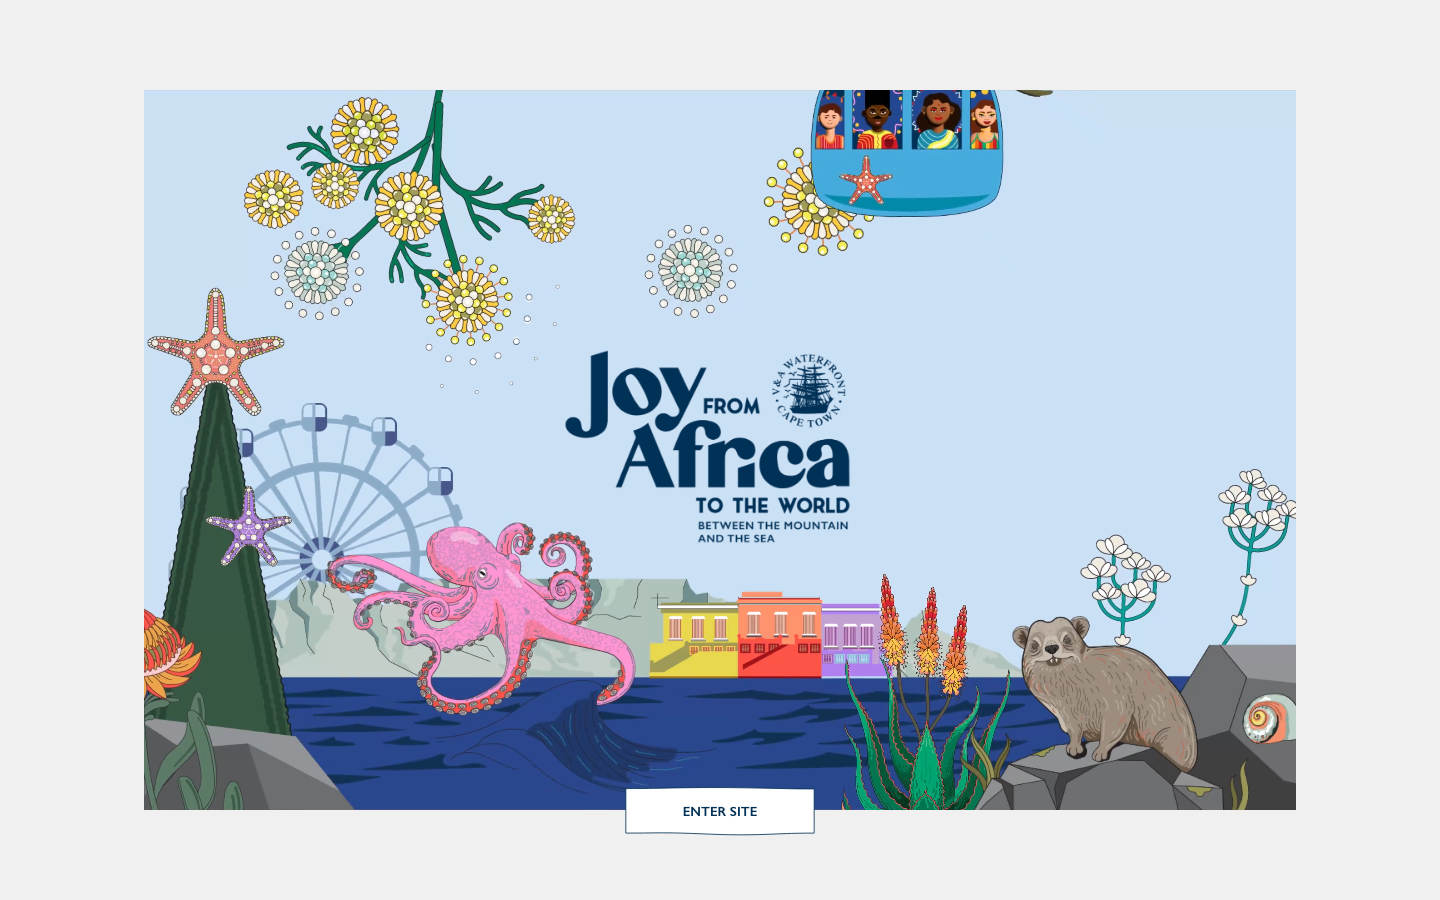 Joy
FROM
V&A WATERFRONT
· CAPE TOWN ·
Africa
TO THE WORLD
BETWEEN THE MOUNTAIN
AND THE SEA
ENTER SITE